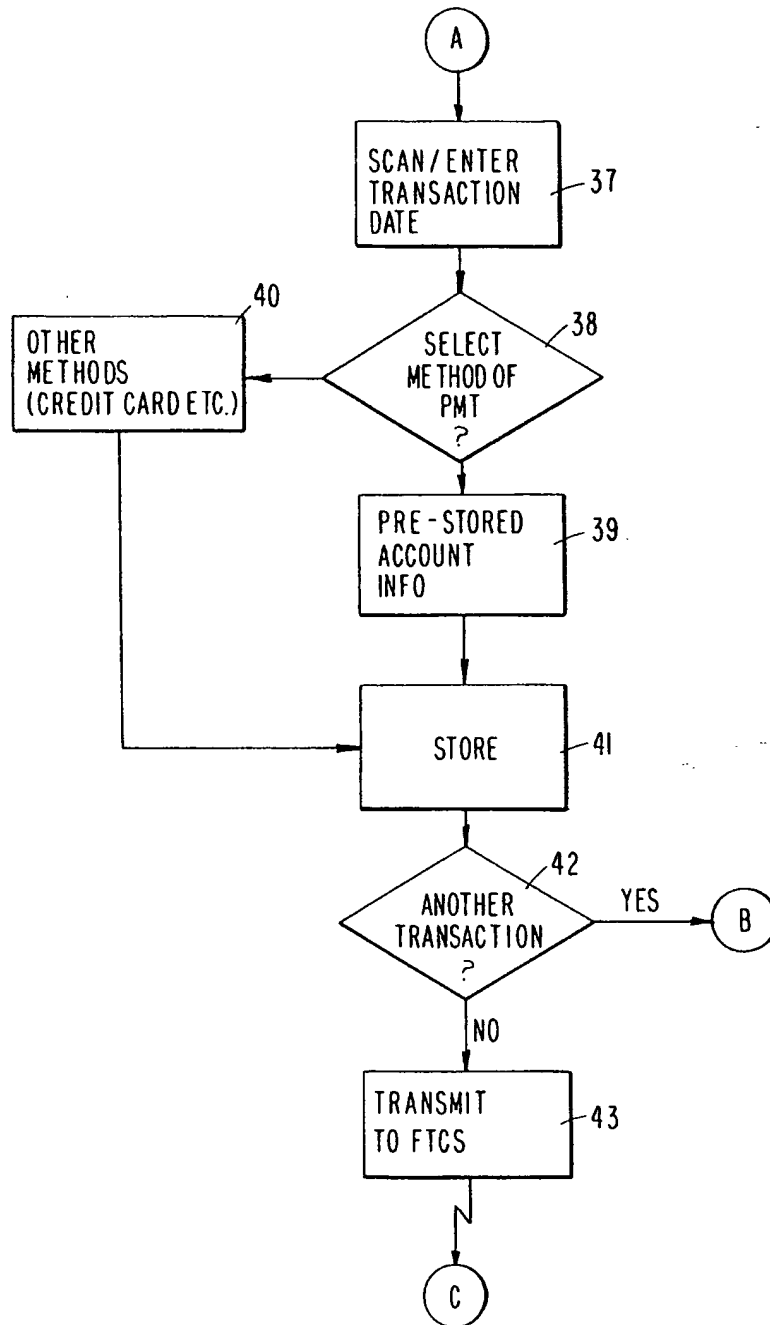 A
SCAN/ENTER
TRANSACTION
DATE
37
40
OTHER
METHODS
(CREDIT CARD ETC.)
38
SELECT
METHOD OF
PMT
?
PRE-STORED
ACCOUNT
INFO
39
STORE
41
42
ANOTHER
TRANSACTION
?
YES
B
NO
TRANSMIT
TO FTCS
43
C